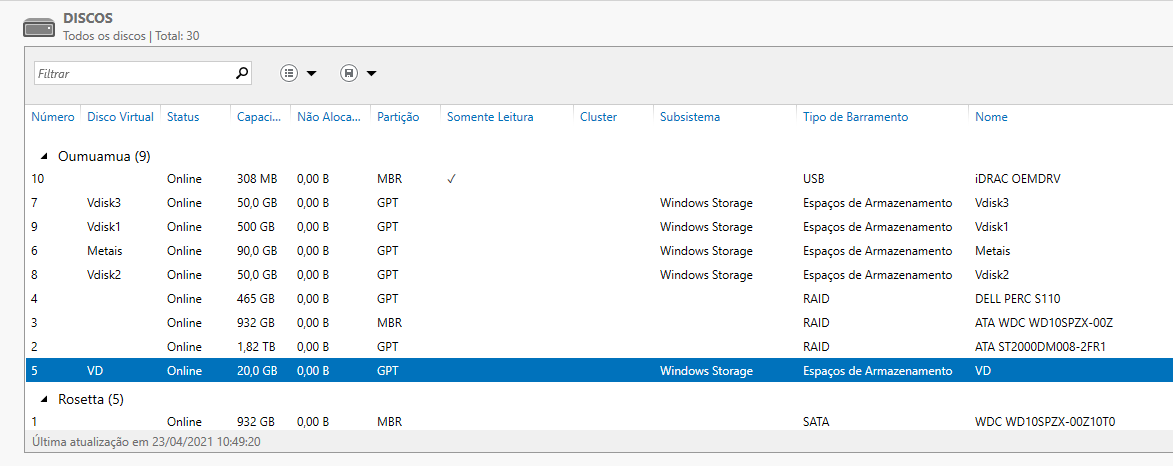 DISCOS
Todos os discos | Total: 30
Filtrar
Número Disco Virtual Status Capaci... Não Aloca... Partição Somente Leitura Cluster Subsistema Tipo de Barramento Nome
Oumuamua (9)
10 Online 308 MB 0,00 B MBR ✓ USB iDRAC OEMDRV
7 Vdisk3 Online 50,0 GB 0,00 B GPT Windows Storage Espaços de Armazenamento Vdisk3
9 Vdisk1 Online 500 GB 0,00 B GPT Windows Storage Espaços de Armazenamento Vdisk1
6 Metais Online 90,0 GB 0,00 B GPT Windows Storage Espaços de Armazenamento Metais
8 Vdisk2 Online 50,0 GB 0,00 B GPT Windows Storage Espaços de Armazenamento Vdisk2
4 Online 465 GB 0,00 B GPT RAID DELL PERC S110
3 Online 932 GB 0,00 B MBR RAID ATA WDC WD10SPZX-00Z
2 Online 1,82 TB 0,00 B GPT RAID ATA ST2000DM008-2FR1
5 VD Online 20,0 GB 0,00 B GPT Windows Storage Espaços de Armazenamento VD
Rosetta (5)
1 Online 932 GB 0,00 B MBR SATA WDC WD10SPZX-00Z10T0
Última atualização em 23/04/2021 10:49:20